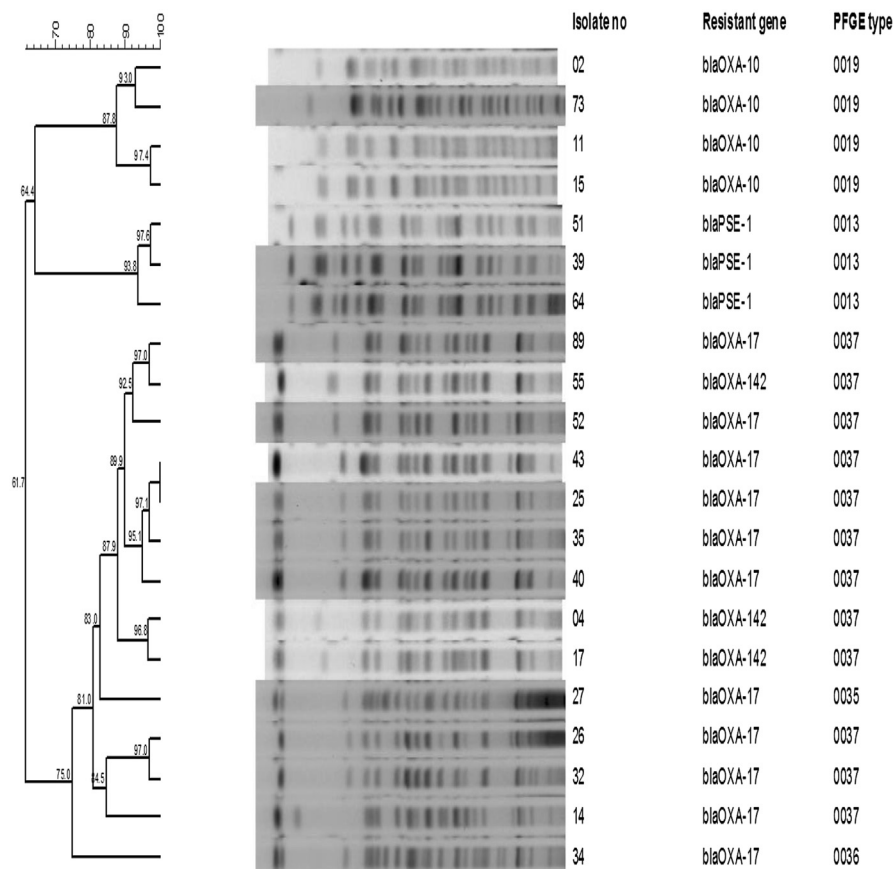 Isolate no Resistant gene PFGE type
70 80 90 100
02 blaOXA-10 0019
93.0
73 blaOXA-10 0019
87.8
11 blaOXA-10 0019
97.4
15 blaOXA-10 0019
64.4
51 blaPSE-1 0013
97.6
39 blaPSE-1 0013
93.8
64 blaPSE-1 0013
89 blaOXA-17 0037
97.0
55 blaOXA-142 0037
92.5
52 blaOXA-17 0037
43 blaOXA-17 0037
89.9
61.7
25 blaOXA-17 0037
97.1
35 blaOXA-17 0037
95.1
87.9
40 blaOXA-17 0037
04 blaOXA-142 0037
83.0
96.8
17 blaOXA-142 0037
27 blaOXA-17 0035
81.0
26 blaOXA-17 0037
97.0
75.0
32 blaOXA-17 0037
84.5
14 blaOXA-17 0037
34 blaOXA-17 0036